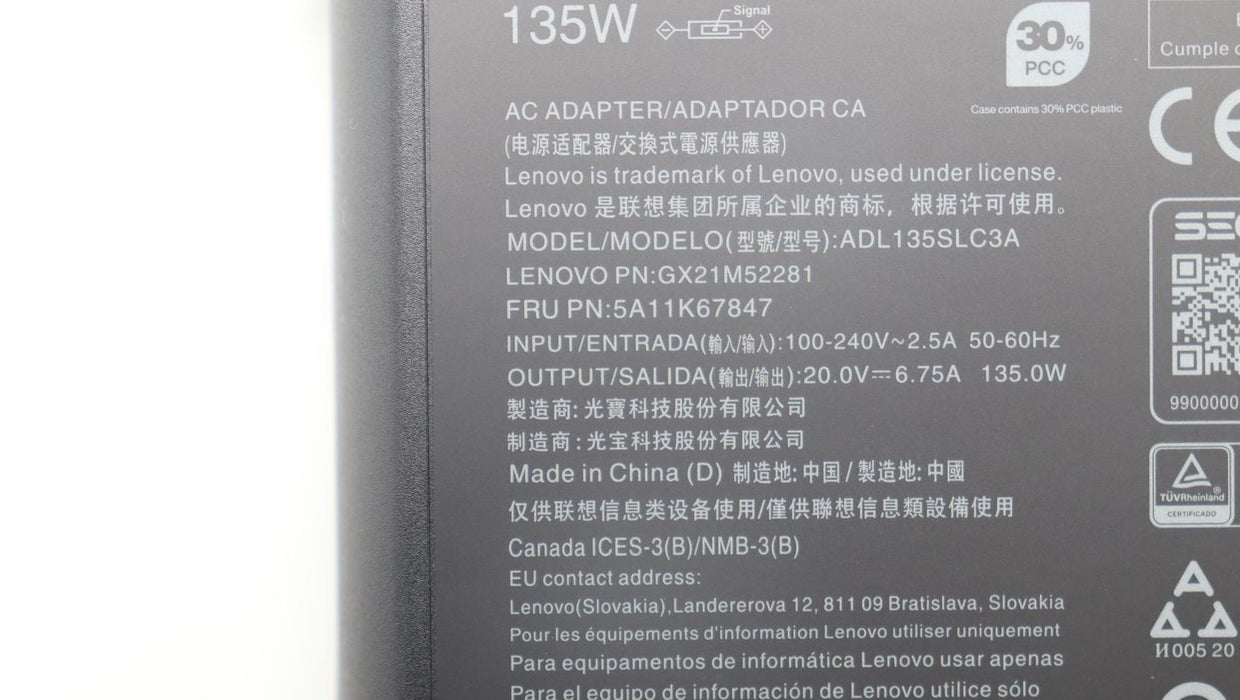 135W
Signal
30%
PCC
Case contains 30% PCC plastic
Cumple
CE
AC ADAPTER/ADAPTADOR CA
(电源适配器/交換式電源供應器)
Lenovo is trademark of Lenovo, used under license.
Lenovo 是联想集团所属企业的商标，根据许可使用。
MODEL/MODELO(型號/型号):ADL135SLC3A
LENOVO PN:GX21M52281
FRU PN:5A11K67847
INPUT/ENTRADA(輸入/输入):100-240V~2.5A 50-60Hz
OUTPUT/SALIDA(輸出/输出):20.0V⎓6.75A 135.0W
製造商: 光寶科技股份有限公司
制造商: 光宝科技股份有限公司
Made in China (D) 制造地: 中国 / 製造地: 中國
仅供联想信息类设备使用/僅供聯想信息類設備使用
Canada ICES-3(B)/NMB-3(B)
EU contact address:
Lenovo(Slovakia),Landererova 12, 811 09 Bratislava, Slovakia
Pour les équipements d'information Lenovo utiliser uniquement
Para equipamentos de informática Lenovo usar apenas
Para el equipo de información de Lenovo utilice sólo
9900000
TÜVRheinland®
CERTIFICADO
И005 20